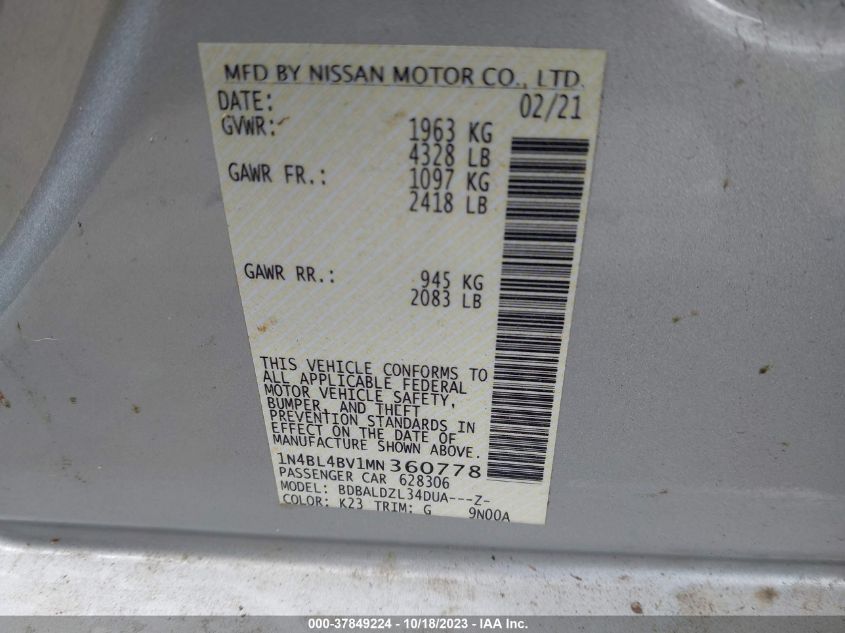 MFD BY NISSAN MOTOR CO., LTD.
DATE: 02/21
GVWR: 1963 KG
4328 LB
GAWR FR.: 1097 KG
2418 LB
GAWR RR.: 945 KG
2083 LB
THIS VEHICLE CONFORMS TO
ALL APPLICABLE FEDERAL
MOTOR VEHICLE SAFETY,
BUMPER, AND THEFT
PREVENTION STANDARDS IN
EFFECT ON THE DATE OF
MANUFACTURE SHOWN ABOVE.
1N4BL4BV1MN360778
PASSENGER CAR 628306
MODEL: BDBALDZL34DUA---Z-
COLOR: K23 TRIM: G 9N00A
000-37849224 - 10/18/2023 - IAA Inc.